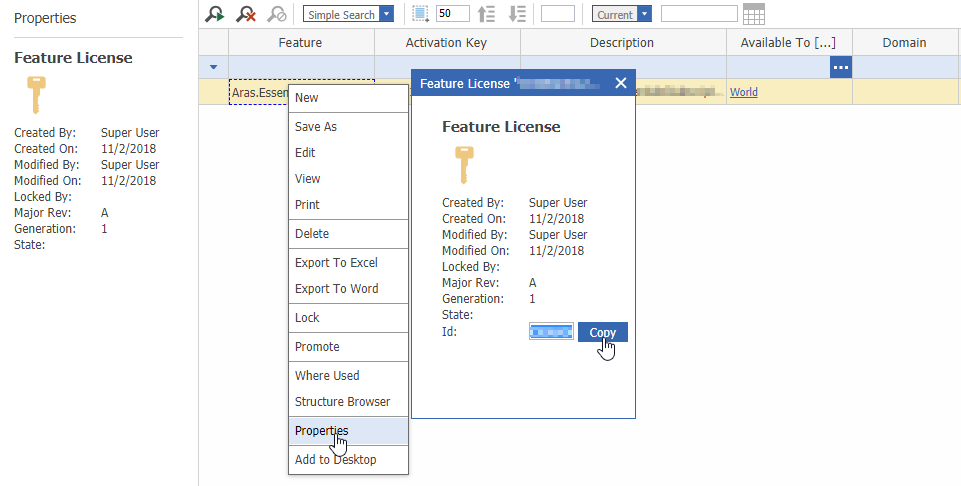 Properties
Feature License
Created By: Super User
Created On: 11/2/2018
Modified By: Super User
Modified On: 11/2/2018
Locked By:
Major Rev: A
Generation: 1
State:
Simple Search
50
Current
Feature Activation Key Description Available To [...] Domain
...
World
New
Save As
Edit
View
Print
Delete
Export To Excel
Export To Word
Lock
Promote
Where Used
Structure Browser
Properties
Add to Desktop
Feature License '
Feature License
Created By: Super User
Created On: 11/2/2018
Modified By: Super User
Modified On: 11/2/2018
Locked By:
Major Rev: A
Generation: 1
State:
Id:
Copy